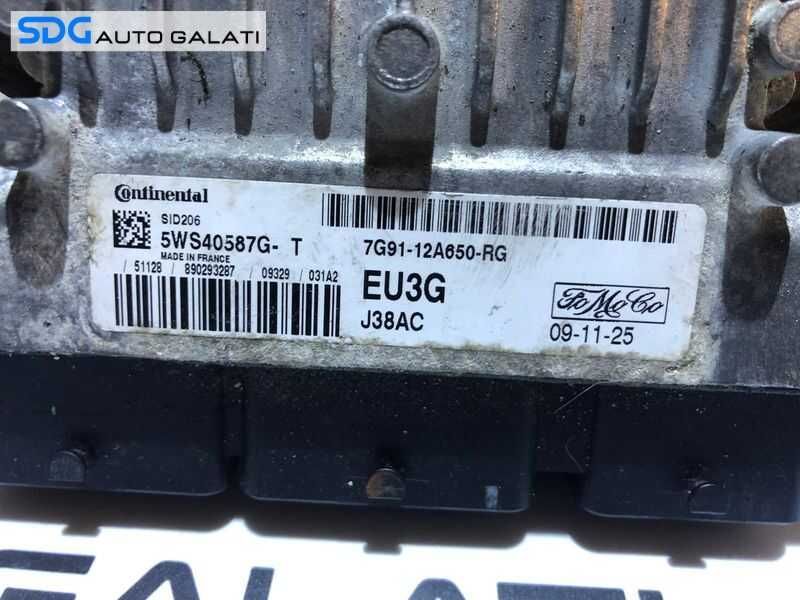 SDG AUTO GALATI
Continental
SID206
5WS40587G- T
MADE IN FRANCE
/ 51128 / 890293287 / 09329 / 031A2
7G91-12A650-RG
EU3G
J38AC
FoMoCo
09-11-25
GALATI